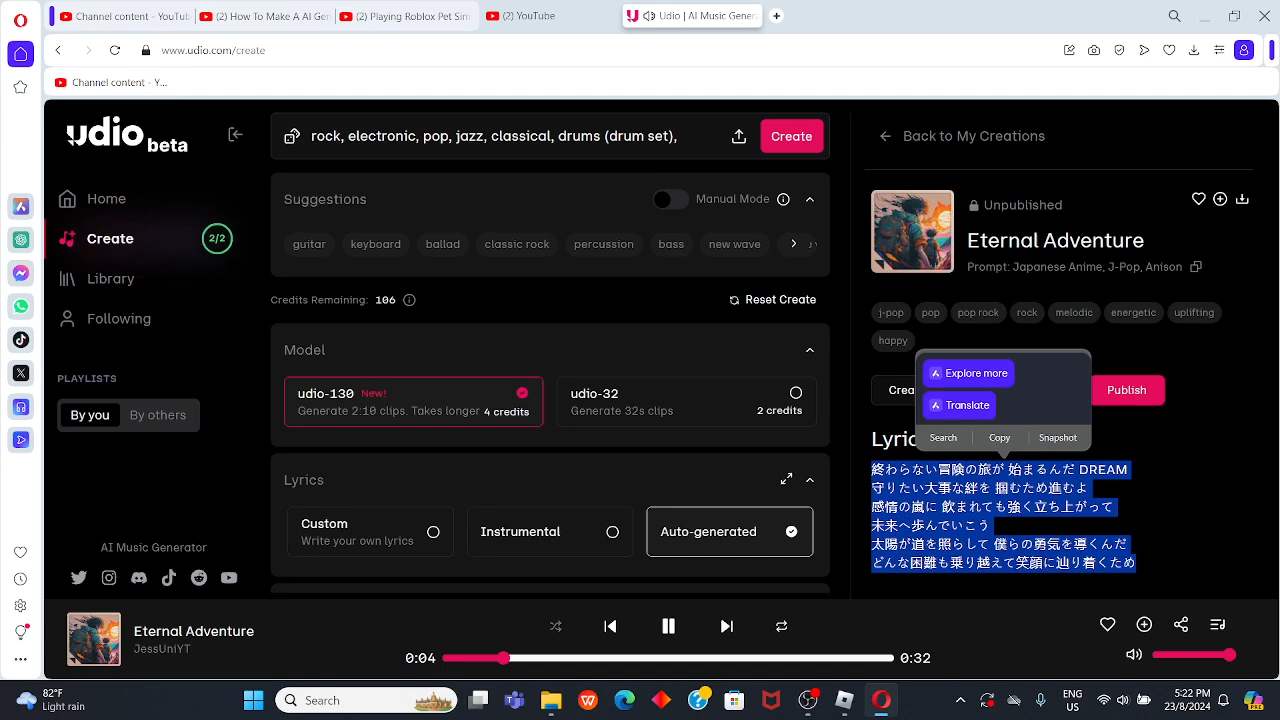 Channel content - YouTul
(2) How To Make A AI Ger
(2) Playing Roblox but i
(2) YouTube
Udio | AI Music Gener
www.udio.com/create
Channel content - Y...
udio beta
Home
Create
2/2
Library
Following
PLAYLISTS
By you
By others
AI Music Generator
rock, electronic, pop, jazz, classical, drums (drum set),
Create
Suggestions
Manual Mode
guitar
keyboard
ballad
classic rock
percussion
bass
new wave
Credits Remaining: 106
Reset Create
Model
udio-130 New!
Generate 2.10 clips. Takes longer 4 credits
udio-32
Generate 32s clips
2 credits
Lyrics
Custom
Write your own lyrics
Instrumental
Auto-generated
Back to My Creations
Unpublished
Eternal Adventure
Prompt: Japanese Anime, J-Pop, Anison
j-pop
pop
pop rock
rock
melodic
energetic
uplifting
happy
Crea
Publish
Explore more
Translate
Search
Copy
Snapshot
Lyric
終わらない冒険の旅が 始まるんだ DREAM
守りたい大事な絆を 掴むため進むよ
感情の嵐に 飲まれても強く立ち上がって
未来へ歩んでいこう
太陽が道を照らして 僕らの勇気を導くんだ
どんな困難も乗り越えて笑顔に辿り着くため
Eternal Adventure
JessUniYT
0:04
0:32
82°F
Light rain
Search
ENG
US
5:22 PM
23/8/2024